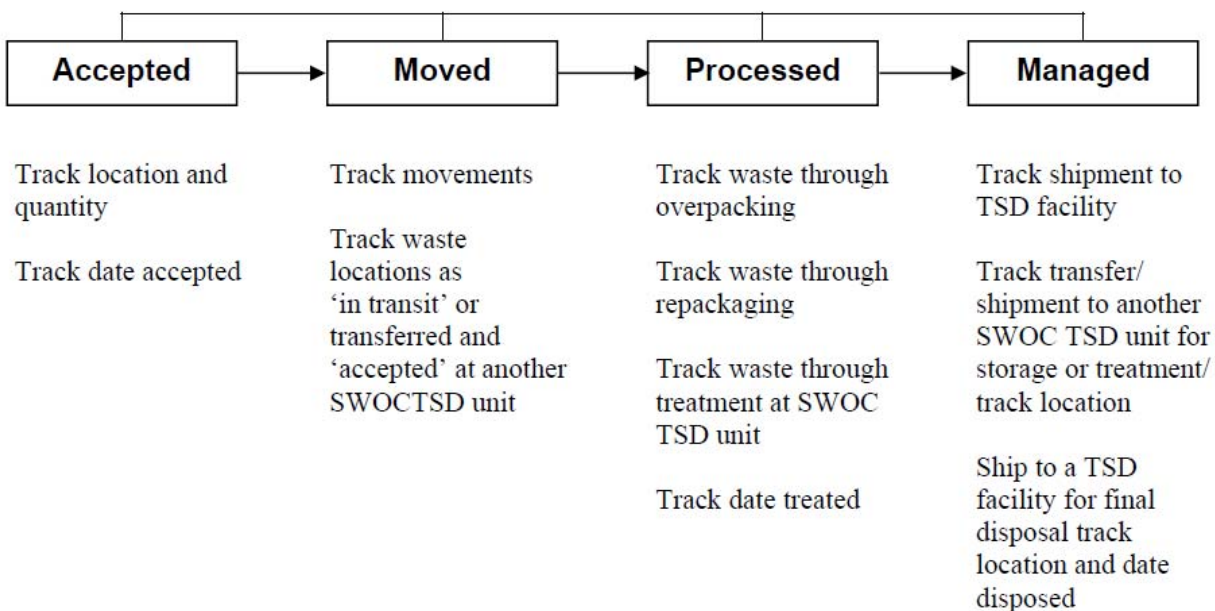 Accepted
Moved
Processed
Managed
Track location and
quantity
Track date accepted
Track movements
Track waste
locations as
‘in transit’ or
transferred and
‘accepted’ at another
SWOCTSD unit
Track waste through
overpacking
Track waste through
repackaging
Track waste through
treatment at SWOC
TSD unit
Track date treated
Track shipment to
TSD facility
Track transfer/
shipment to another
SWOC TSD unit for
storage or treatment/
track location
Ship to a TSD
facility for final
disposal track
location and date
disposed